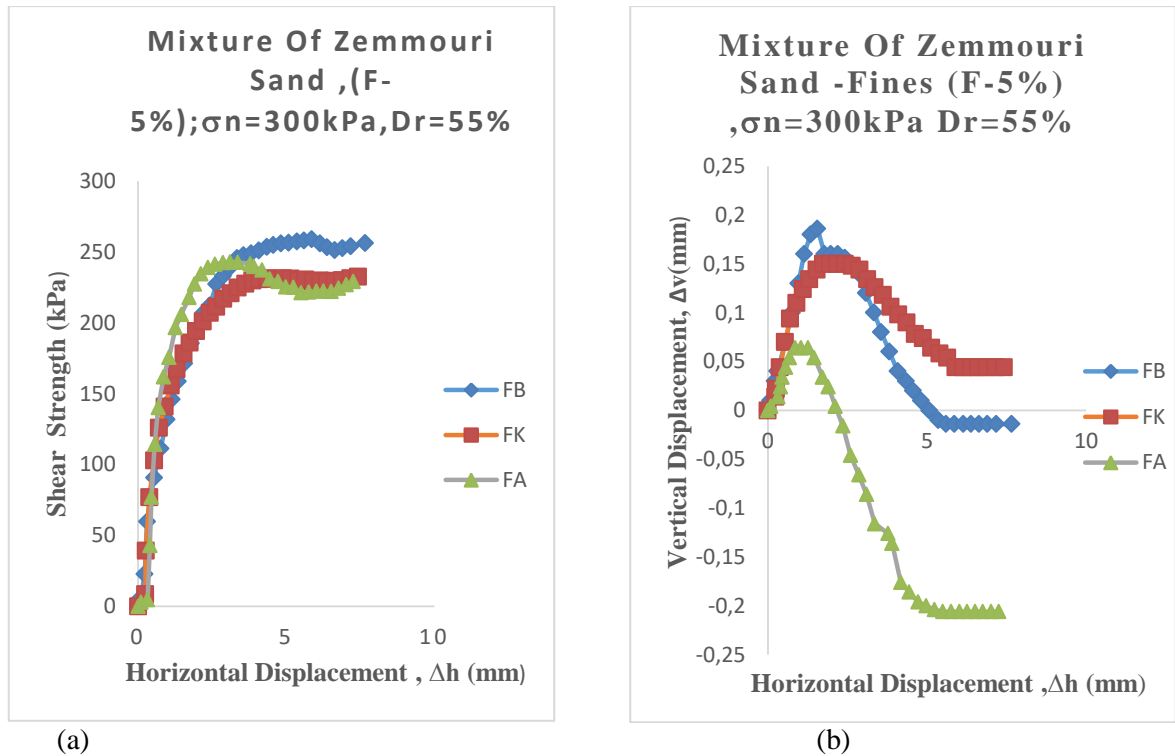 Mixture Of Zemmouri
Sand ,(F-
5%);σn=300kPa,Dr=55%
300
250
200
150
100
50
0
0
5
10
Shear Strength (kPa)
Horizontal Displacement , Δh (mm)
FB
FK
FA
(a)
Mixture Of Zemmouri
Sand -Fines (F-5%)
,σn=300kPa Dr=55%
0,25
0,2
0,15
0,1
0,05
0
-0,05
-0,1
-0,15
-0,2
-0,25
0
5
10
Vertical Displacement, Δv(mm)
Horizontal Displacement ,Δh (mm)
FB
FK
FA
(b)